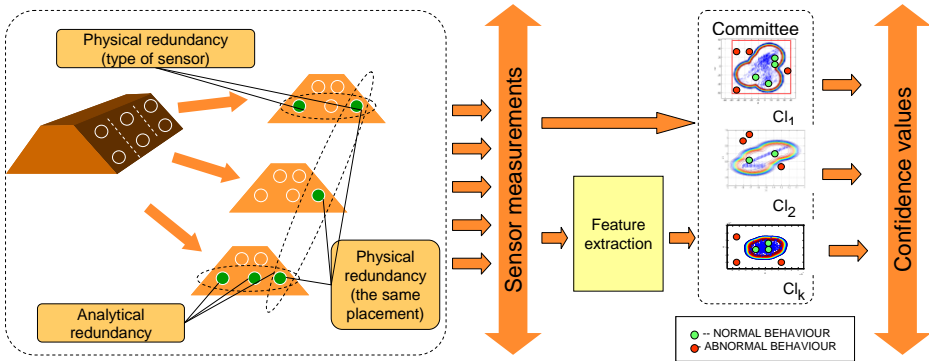 Physical redundancy
(type of sensor)
Physical
redundancy
(the same
placement)
Analytical
redundancy
Sensor measurements
Feature
extraction
Committee
Cl1
Cl2
Clk
-- NORMAL BEHAVIOUR
-- ABNORMAL BEHAVIOUR
Confidence values